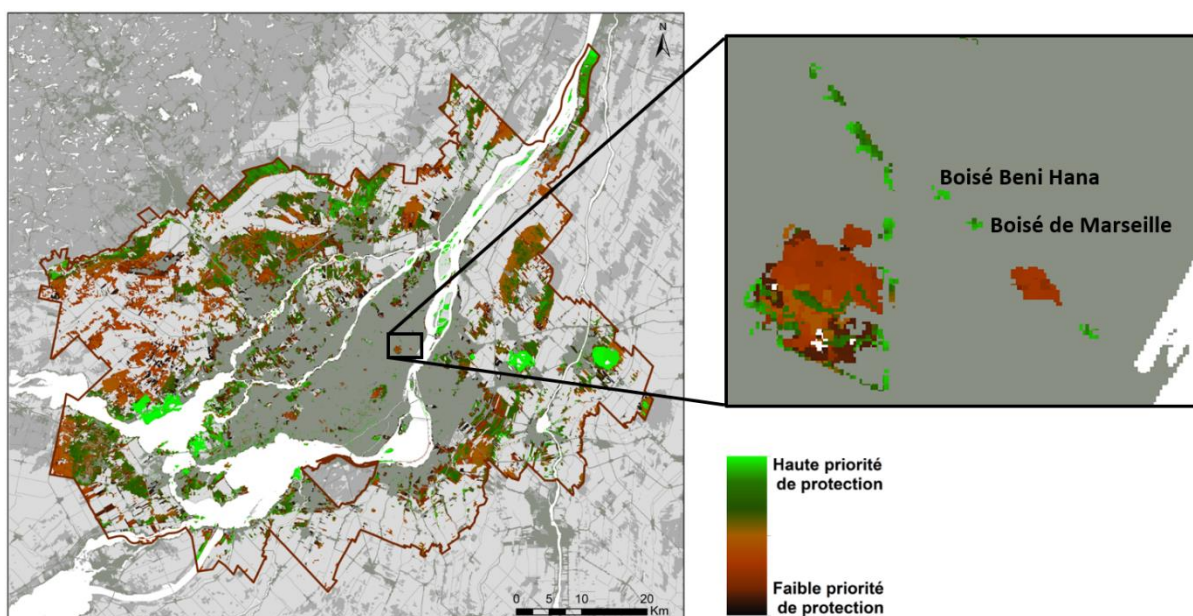 N
Boisé Beni Hana
Boisé de Marseille
Haute priorité
de protection
Faible priorité
de protection
0 5 10 20
Km